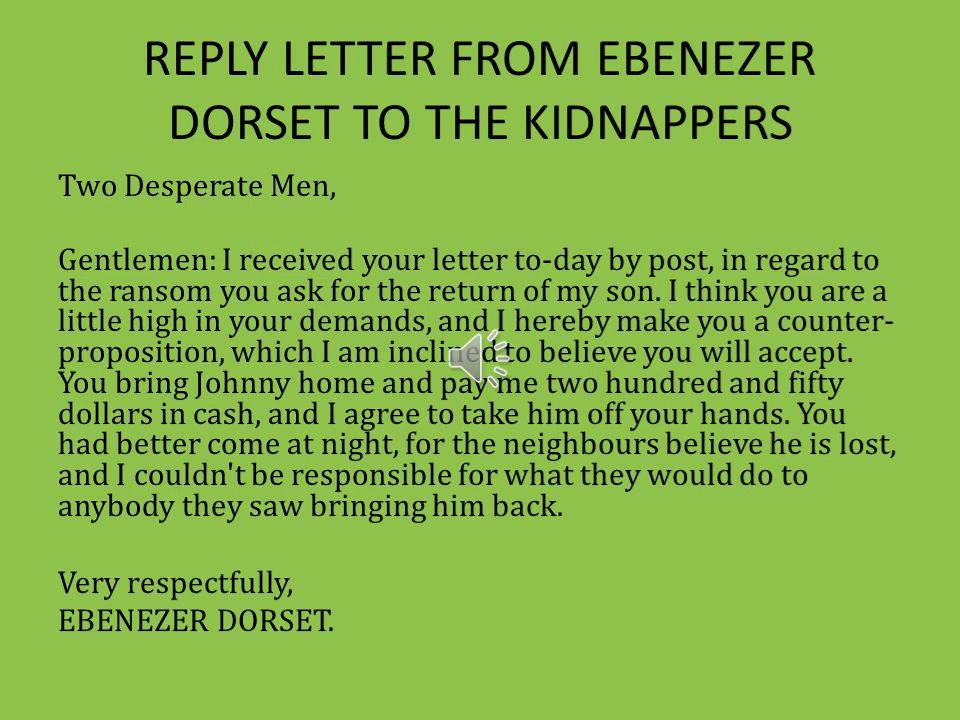 REPLY LETTER FROM EBENEZER
DORSET TO THE KIDNAPPERS
Two Desperate Men,
Gentlemen: I received your letter to-day by post, in regard to
the ransom you ask for the return of my son. I think you are a
little high in your demands, and I hereby make you a counter-
proposition, which I am inclined to believe you will accept.
You bring Johnny home and pay me two hundred and fifty
dollars in cash, and I agree to take him off your hands. You
had better come at night, for the neighbours believe he is lost,
and I couldn't be responsible for what they would do to
anybody they saw bringing him back.
Very respectfully,
EBENEZER DORSET.